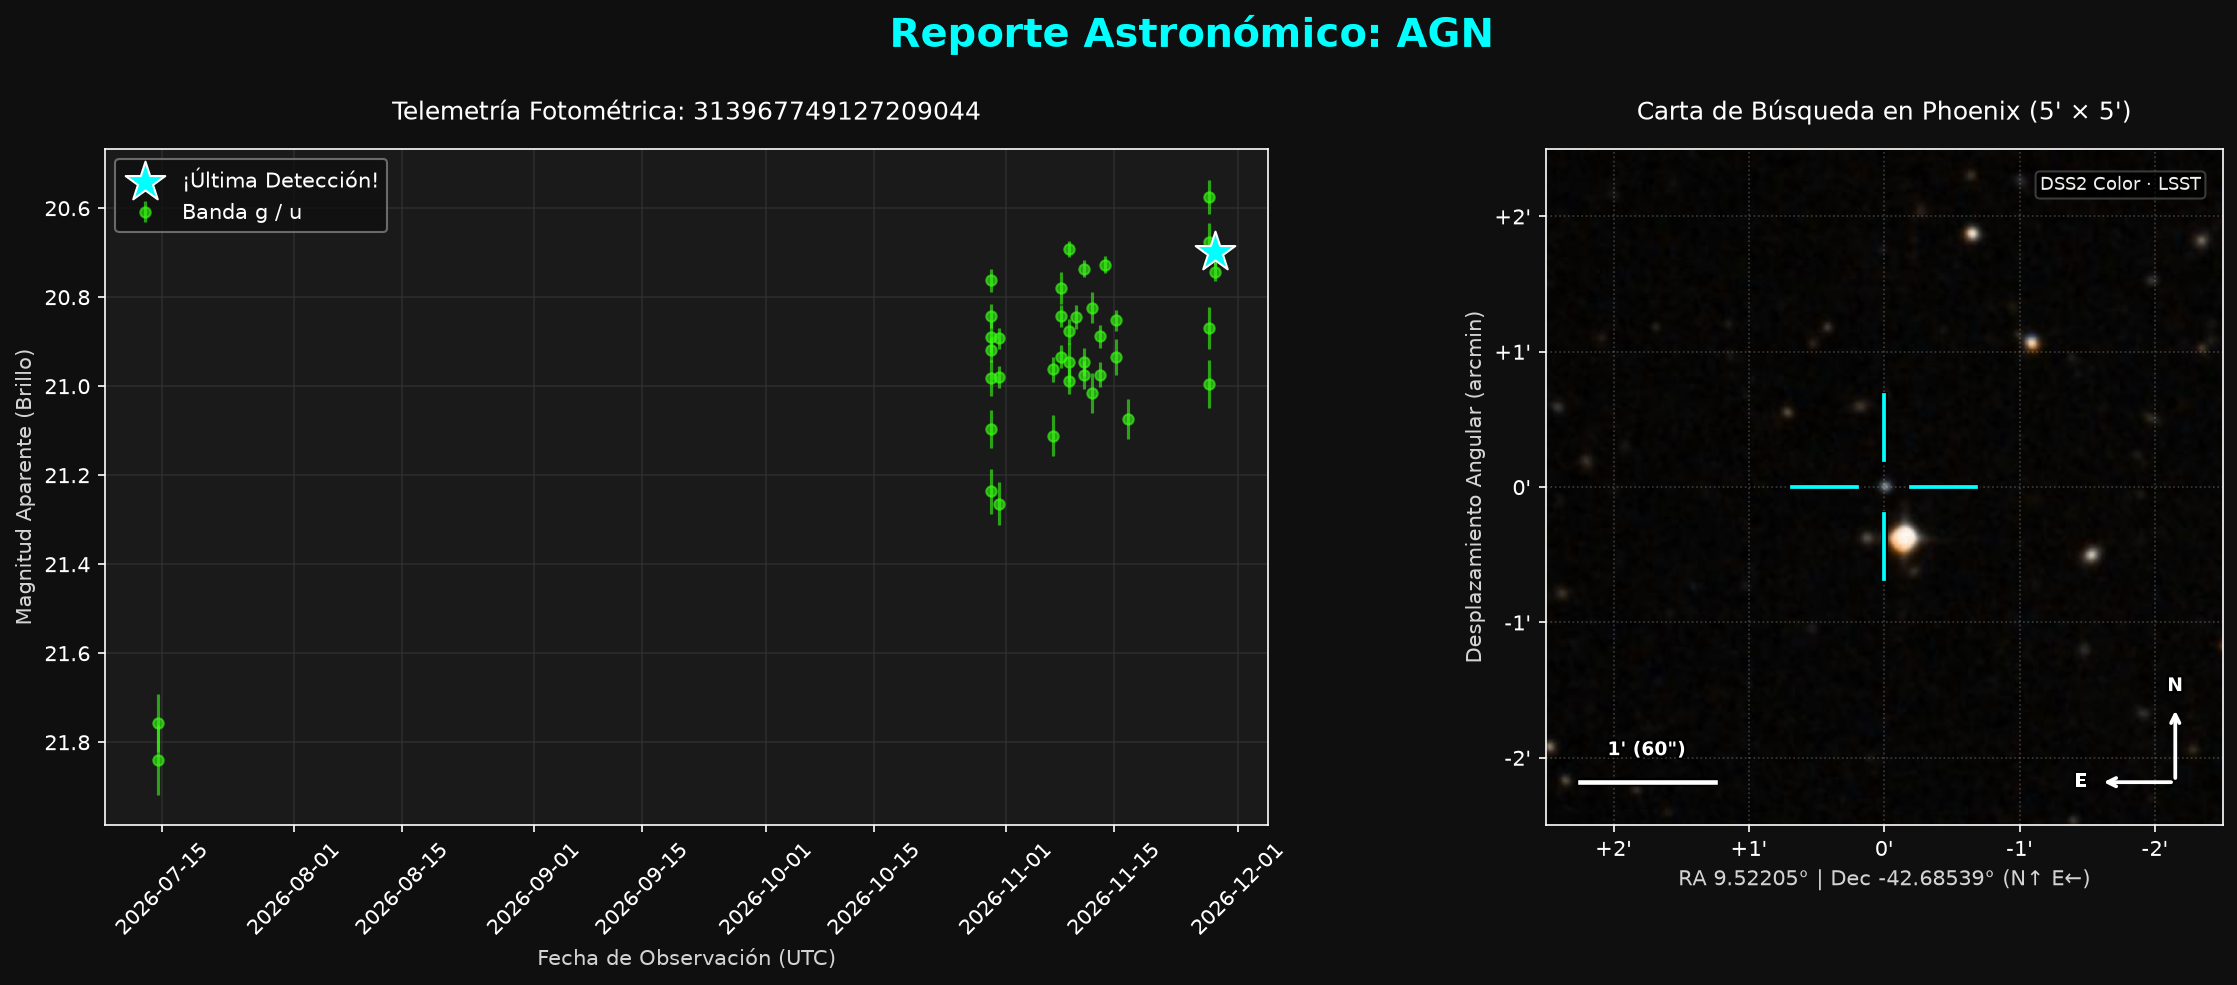 Reporte Astronómico: AGN
Telemetría Fotométrica: 313967749127209044
¡Última Detección!
Banda g / u
Magnitud Aparente (Brillo)
20.6
20.8
21.0
21.2
21.4
21.6
21.8
2026-07-15
2026-08-01
2026-08-15
2026-09-01
2026-09-15
2026-10-01
2026-10-15
2026-11-01
2026-11-15
2026-12-01
Fecha de Observación (UTC)
Carta de Búsqueda en Phoenix (5' × 5')
DSS2 Color · LSST
Desplazamiento Angular (arcmin)
+2'
+1'
0'
-1'
-2'
N
E
1' (60")
+2'
+1'
0'
-1'
-2'
RA 9.52205° | Dec -42.68539° (N↑ E←)